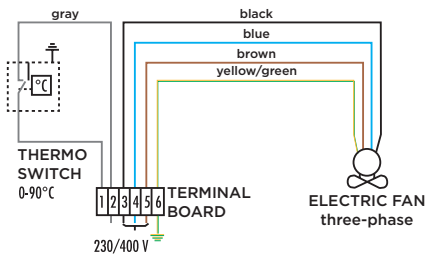 gray
black
blue
brown
yellow/green
°C
THERMO
SWITCH
0-90°C
1 2 3 4 5 6
TERMINAL
BOARD
230/400 V
ELECTRIC FAN
three-phase